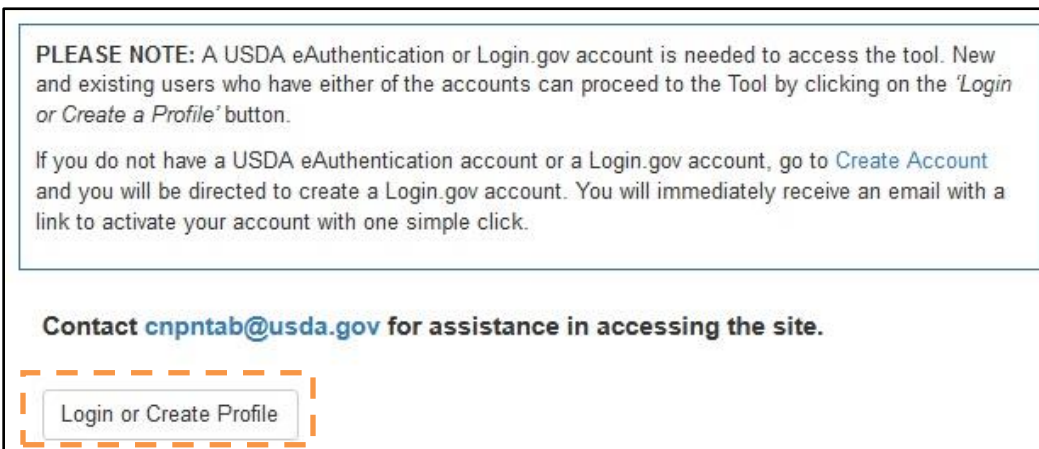 PLEASE NOTE: A USDA eAuthentication or Login.gov account is needed to access the tool. New
and existing users who have either of the accounts can proceed to the Tool by clicking on the 'Login
or Create a Profile' button.
If you do not have a USDA eAuthentication account or a Login.gov account, go to Create Account
and you will be directed to create a Login.gov account. You will immediately receive an email with a
link to activate your account with one simple click.
Contact cnpntab@usda.gov for assistance in accessing the site.
Login or Create Profile